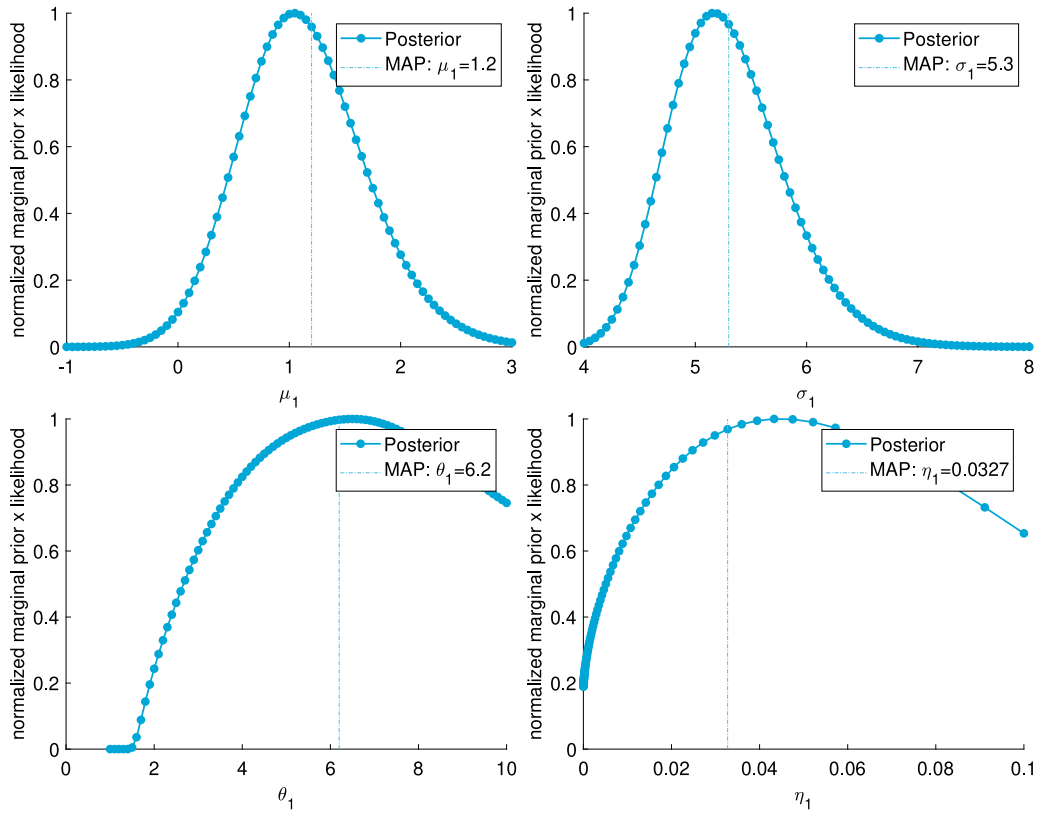 normalized marginal prior x likelihood
1
0.8
0.6
0.4
0.2
0
-1 0 1 2 3
μ₁
Posterior
MAP: μ₁=1.2
normalized marginal prior x likelihood
1
0.8
0.6
0.4
0.2
0
4 5 6 7 8
σ₁
Posterior
MAP: σ₁=5.3
normalized marginal prior x likelihood
1
0.8
0.6
0.4
0.2
0
0 2 4 6 8 10
θ₁
Posterior
MAP: θ₁=6.2
normalized marginal prior x likelihood
1
0.8
0.6
0.4
0.2
0
0 0.02 0.04 0.06 0.08 0.1
η₁
Posterior
MAP: η₁=0.0327